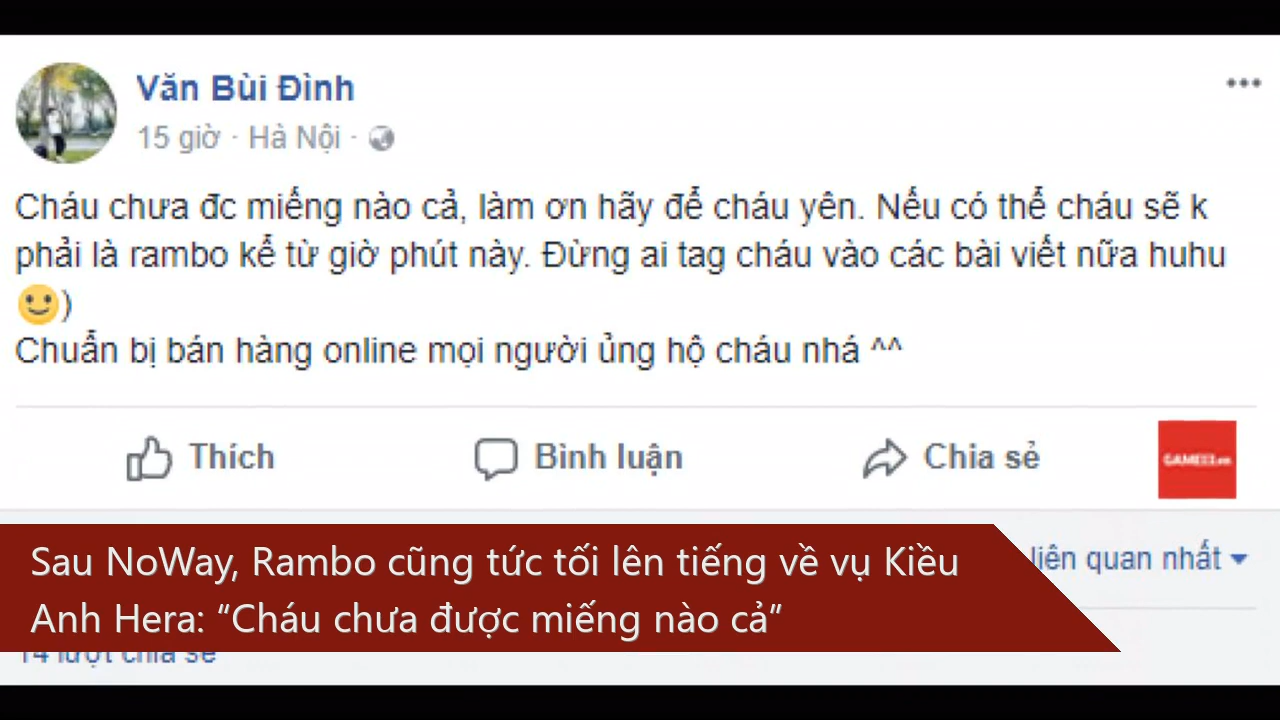 Văn Bùi Đình
15 giờ · Hà Nội ·
Cháu chưa đc miếng nào cả, làm ơn hãy để cháu yên. Nếu có thể cháu sẽ k
phải là rambo kể từ giờ phút này. Đừng ai tag cháu vào các bài viết nữa huhu
🙂)
Chuẩn bị bán hàng online mọi người ủng hộ cháu nhá ^^
Thích
Bình luận
Chia sẻ
Sau NoWay, Rambo cũng tức tối lên tiếng về vụ Kiều
Anh Hera: “Cháu chưa được miếng nào cả”
liên quan nhất
14 lượt chia sẻ